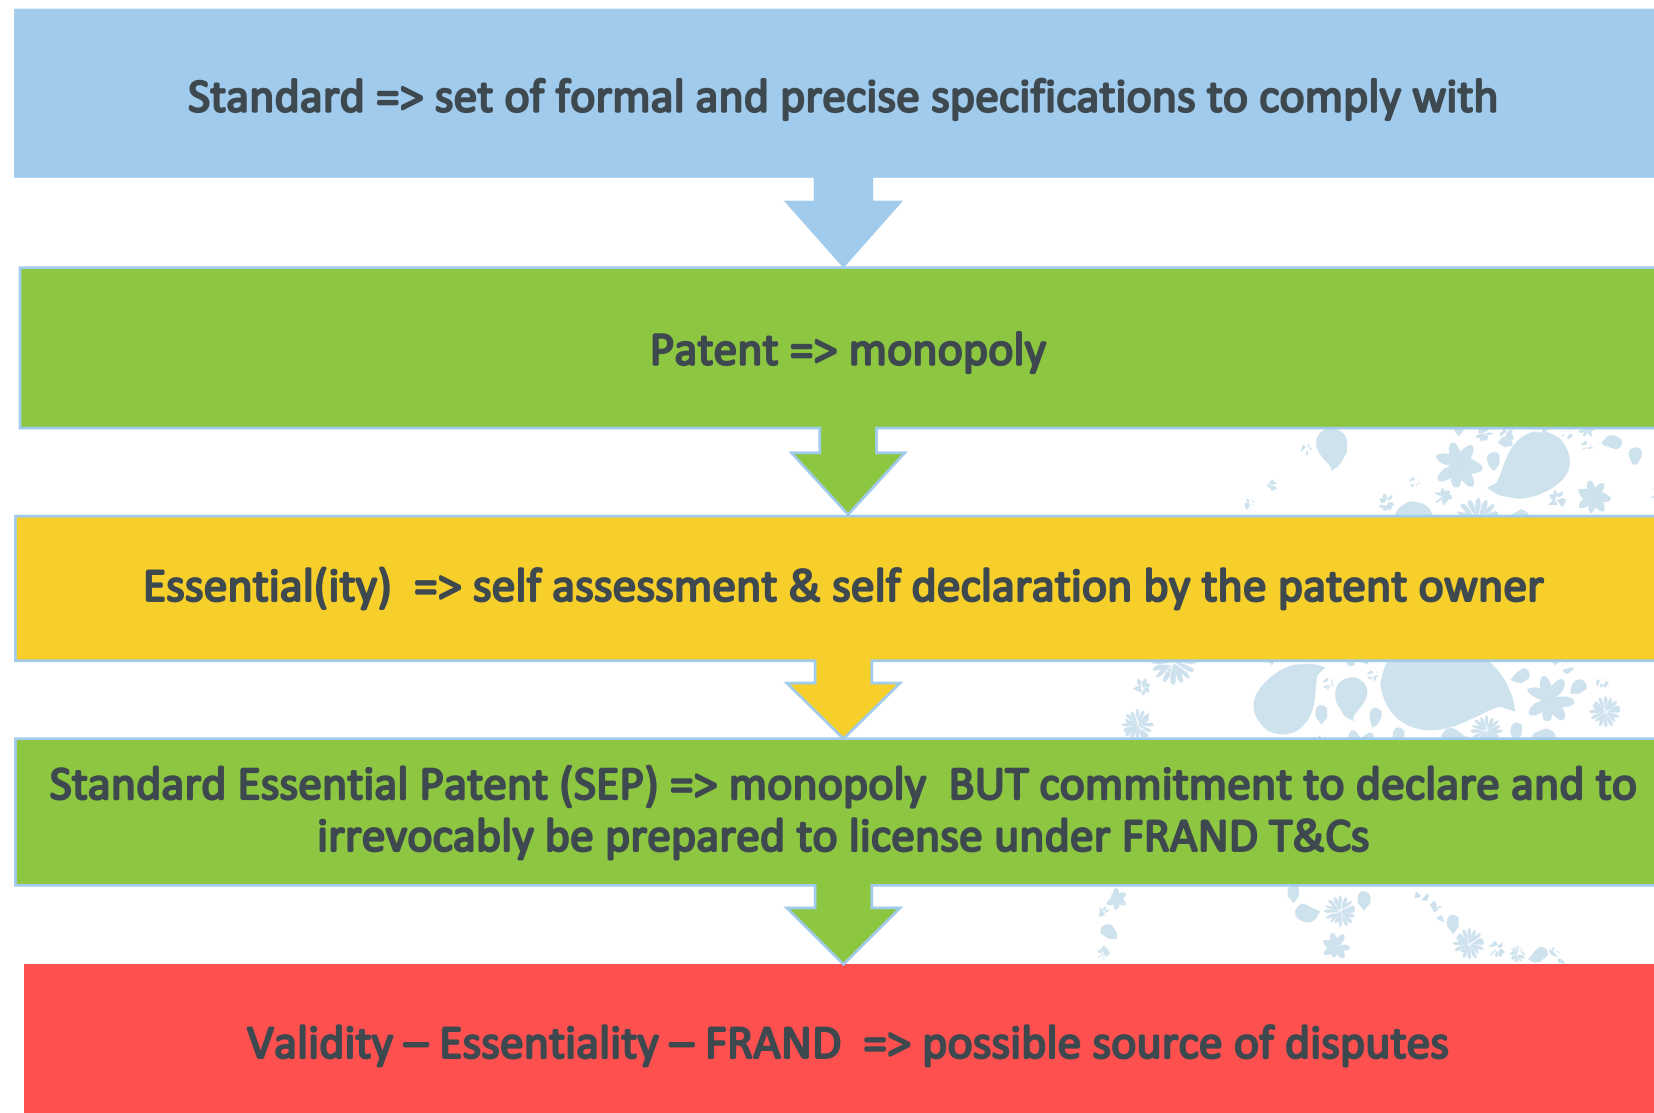 Standard => set of formal and precise specifications to comply with
Patent => monopoly
Essential(ity)  => self assessment & self declaration by the patent owner
Standard Essential Patent (SEP) => monopoly  BUT commitment to declare and to
irrevocably be prepared to license under FRAND T&Cs
Validity – Essentiality – FRAND  => possible source of disputes